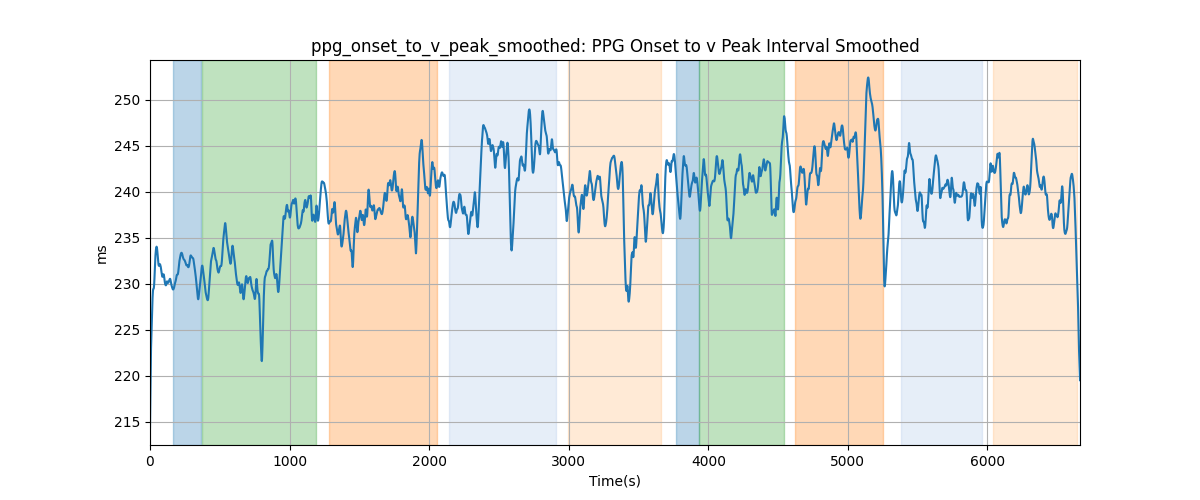 ppg_onset_to_v_peak_smoothed: PPG Onset to v Peak Interval Smoothed
250
245
240
235
230
225
220
215
ms
0 1000 2000 3000 4000 5000 6000
Time(s)